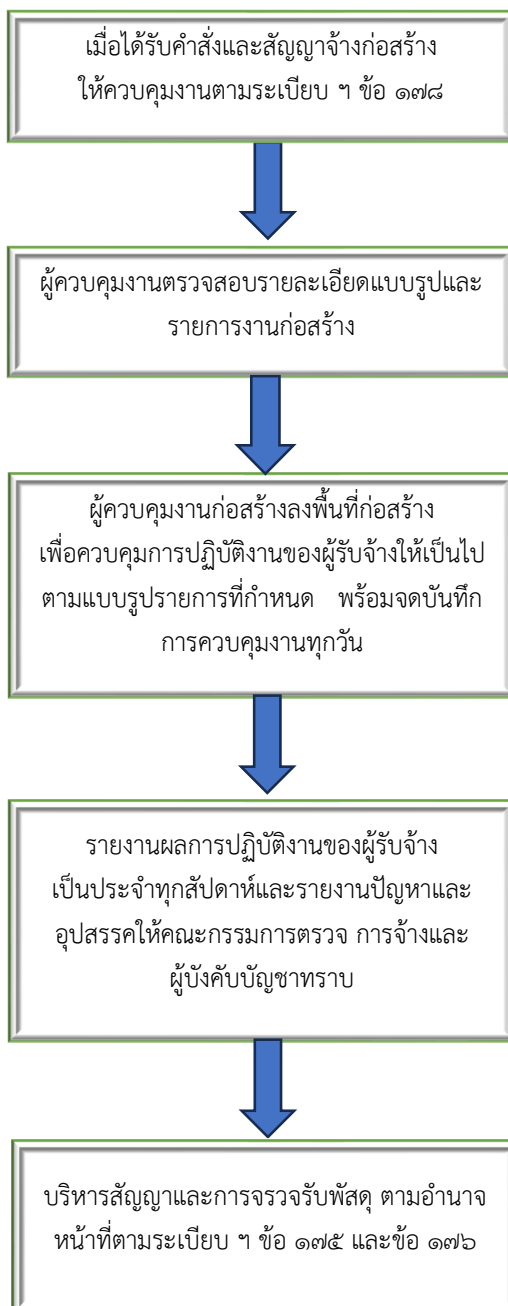 เมื่อได้รับคำสั่งและสัญญาจ้างก่อสร้าง
ให้ควบคุมงานตามระเบียบ ฯ ข้อ ๑๗๘
ผู้ควบคุมงานตรวจสอบรายละเอียดแบบรูปและ
รายการงานก่อสร้าง
ผู้ควบคุมงานก่อสร้างลงพื้นที่ก่อสร้าง
เพื่อควบคุมการปฏิบัติงานของผู้รับจ้างให้เป็นไป
ตามแบบรูปรายการที่กำหนด พร้อมจดบันทึก
การควบคุมงานทุกวัน
รายงานผลการปฏิบัติงานของผู้รับจ้าง
เป็นประจำทุกสัปดาห์และรายงานปัญหาและ
อุปสรรคให้คณะกรรมการตรวจ การจ้างและ
ผู้บังคับบัญชาทราบ
บริหารสัญญาและการจรวจรับพัสดุ ตามอำนาจ
หน้าที่ตามระเบียบ ฯ ข้อ ๑๗๕ และข้อ ๑๗๖